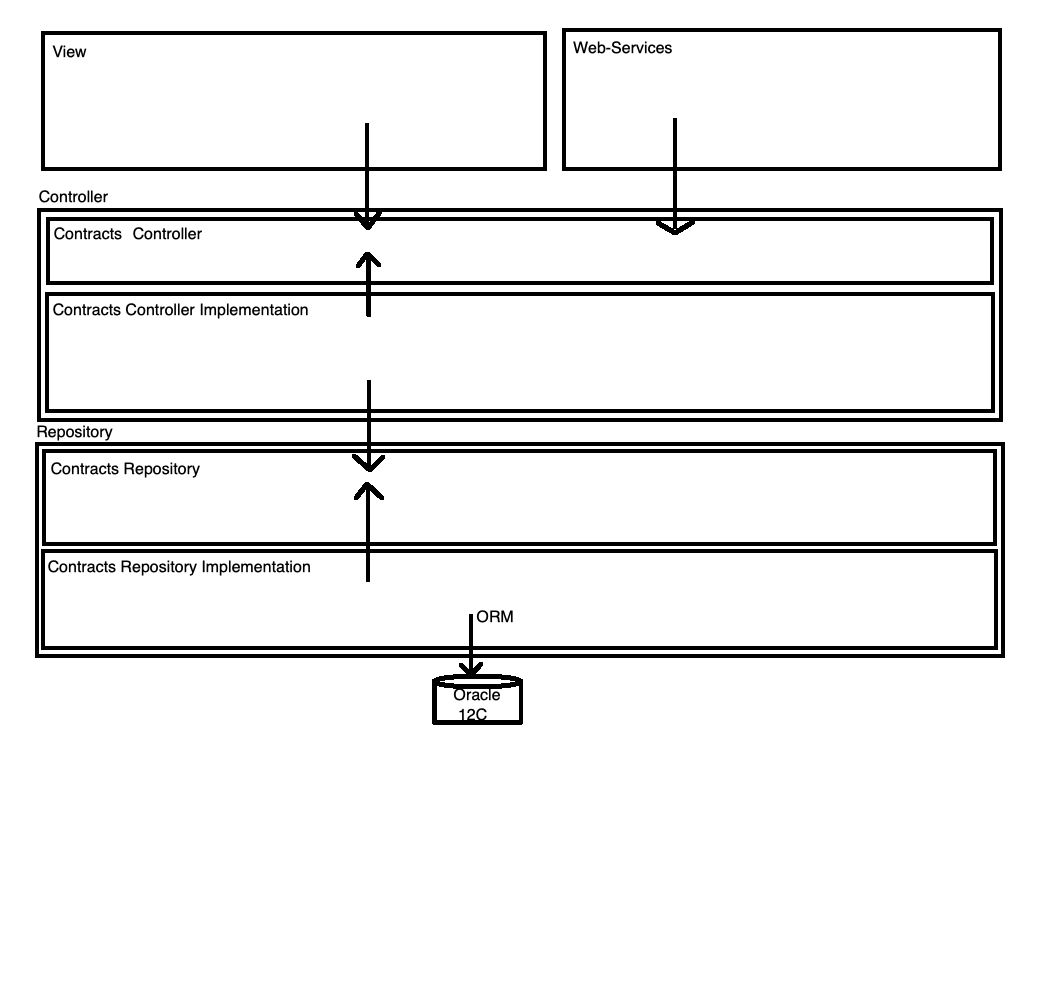 View
Web-Services
Controller
Contracts Controller
Contracts Controller Implementation
Repository
Contracts Repository
Contracts Repository Implementation
ORM
Oracle
12C